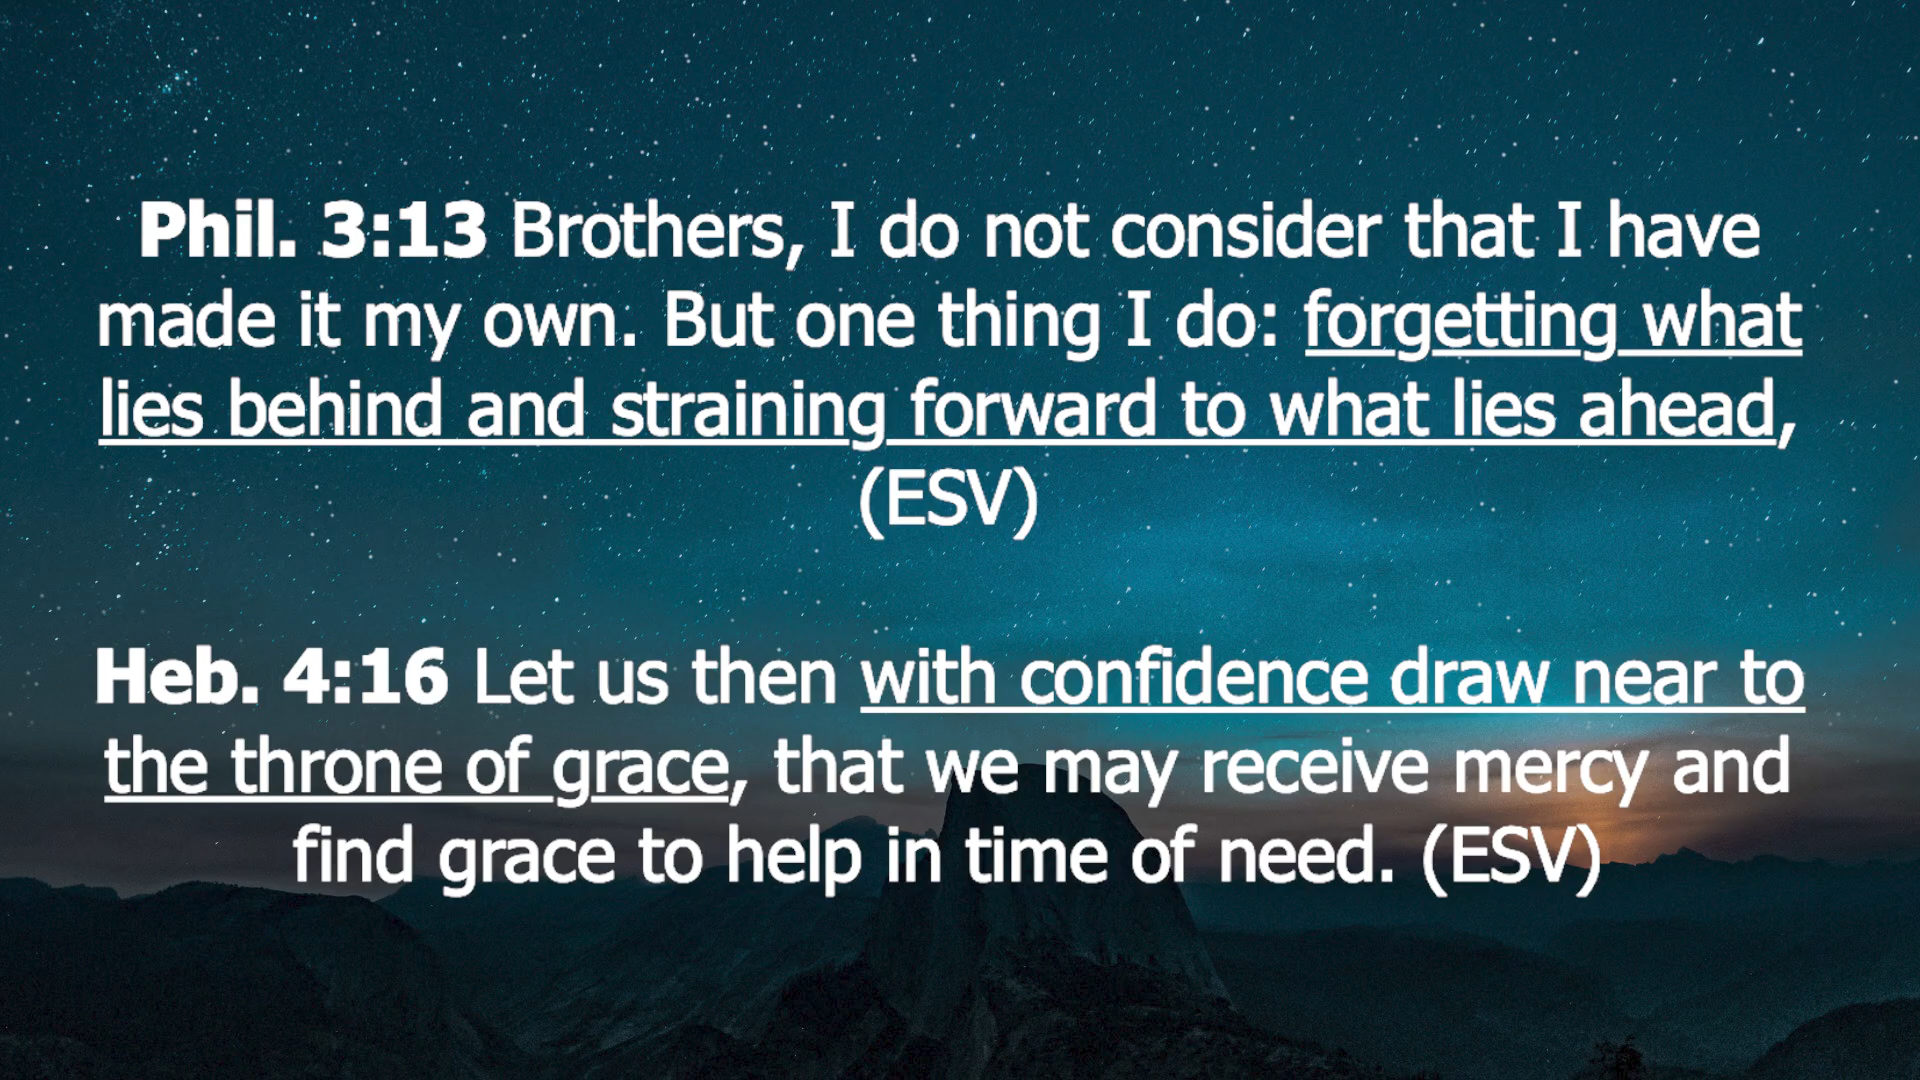 Phil. 3:13 Brothers, I do not consider that I have
made it my own. But one thing I do: forgetting what
lies behind and straining forward to what lies ahead,
(ESV)
Heb. 4:16 Let us then with confidence draw near to
the throne of grace, that we may receive mercy and
find grace to help in time of need. (ESV)